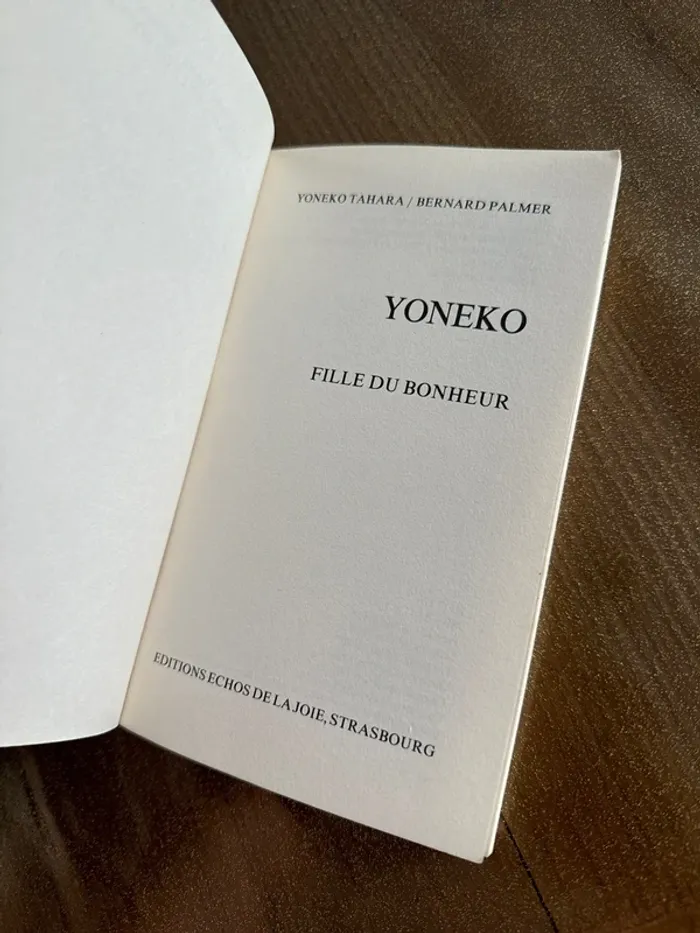 YONEKO TAHARA / BERNARD PALMER
YONEKO
FILLE DU BONHEUR
EDITIONS ECHOS DE LA JOIE, STRASBOURG